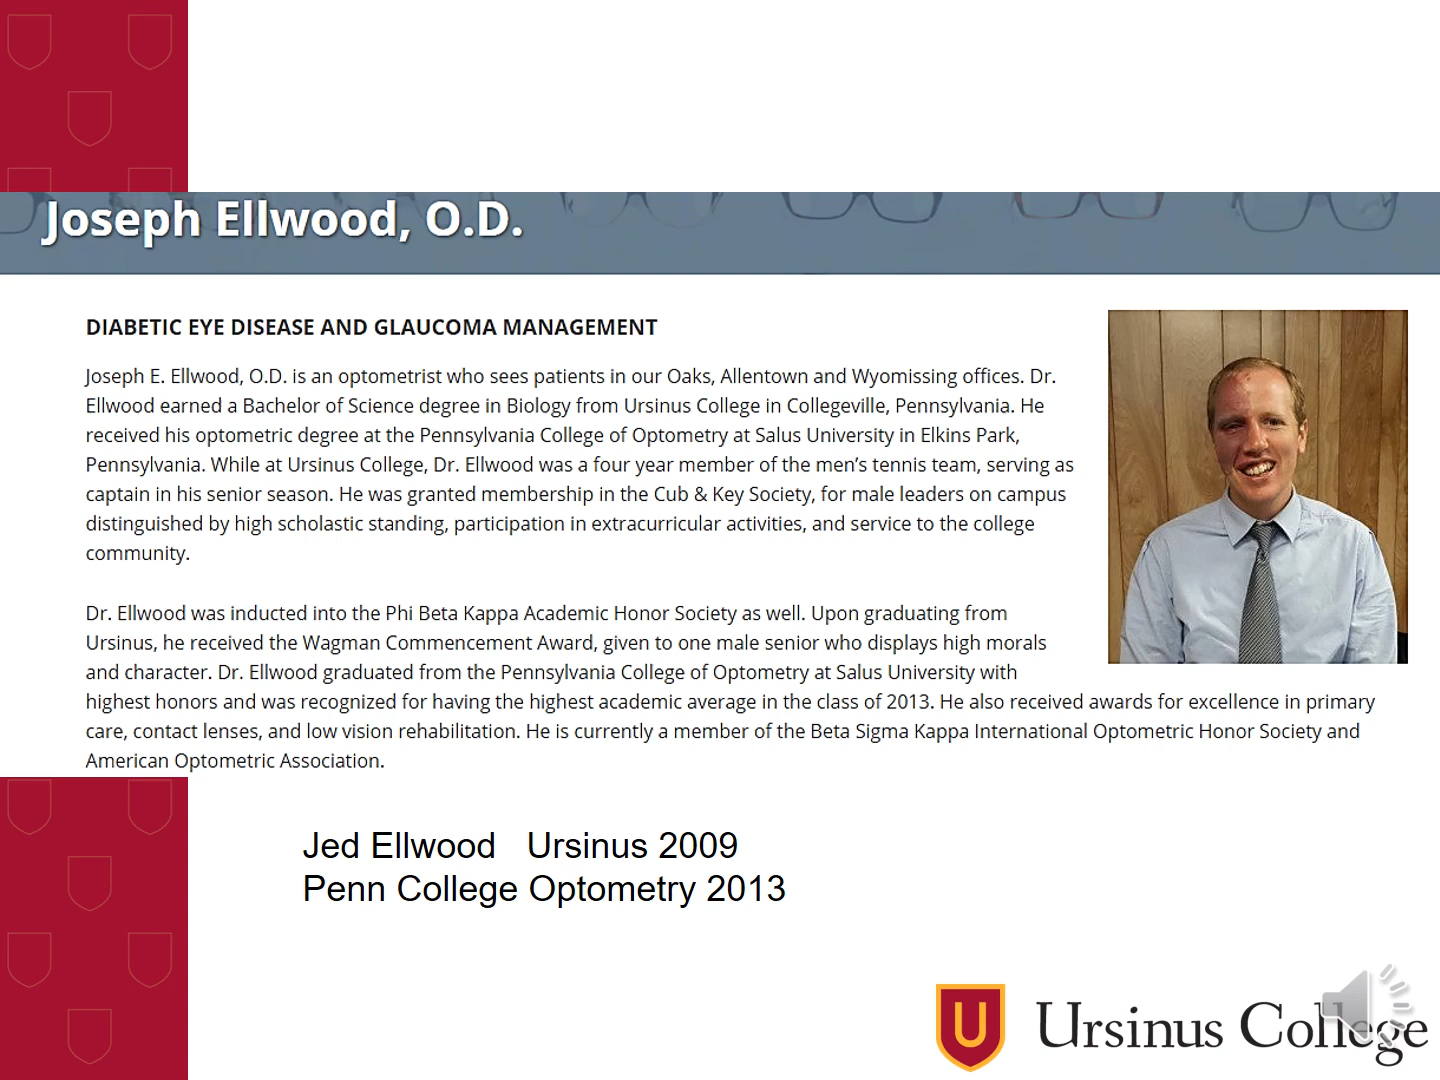 Joseph Ellwood, O.D.
DIABETIC EYE DISEASE AND GLAUCOMA MANAGEMENT
Joseph E. Ellwood, O.D. is an optometrist who sees patients in our Oaks, Allentown and Wyomissing offices. Dr.
Ellwood earned a Bachelor of Science degree in Biology from Ursinus College in Collegeville, Pennsylvania. He
received his optometric degree at the Pennsylvania College of Optometry at Salus University in Elkins Park,
Pennsylvania. While at Ursinus College, Dr. Ellwood was a four year member of the men’s tennis team, serving as
captain in his senior season. He was granted membership in the Cub & Key Society, for male leaders on campus
distinguished by high scholastic standing, participation in extracurricular activities, and service to the college
community.
Dr. Ellwood was inducted into the Phi Beta Kappa Academic Honor Society as well. Upon graduating from
Ursinus, he received the Wagman Commencement Award, given to one male senior who displays high morals
and character. Dr. Ellwood graduated from the Pennsylvania College of Optometry at Salus University with
highest honors and was recognized for having the highest academic average in the class of 2013. He also received awards for excellence in primary
care, contact lenses, and low vision rehabilitation. He is currently a member of the Beta Sigma Kappa International Optometric Honor Society and
American Optometric Association.
Jed Ellwood   Ursinus 2009
Penn College Optometry 2013
U Ursinus College